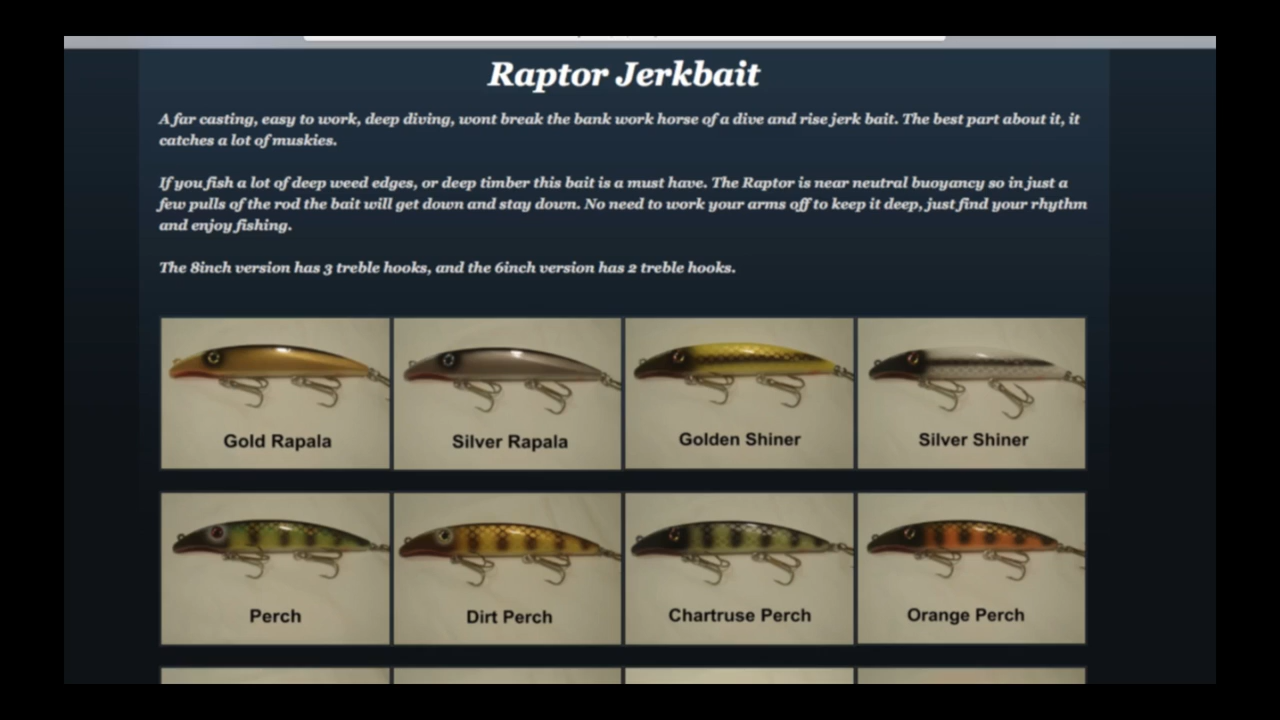 Raptor Jerkbait
A far casting, easy to work, deep diving, wont break the bank work horse of a dive and rise jerk bait. The best part about it, it
catches a lot of muskies.
If you fish a lot of deep weed edges, or deep timber this bait is a must have. The Raptor is near neutral buoyancy so in just a
few pulls of the rod the bait will get down and stay down. No need to work your arms off to keep it deep, just find your rhythm
and enjoy fishing.
The 8inch version has 3 treble hooks, and the 6inch version has 2 treble hooks.
Gold Rapala
Silver Rapala
Golden Shiner
Silver Shiner
Perch
Dirt Perch
Chartruse Perch
Orange Perch